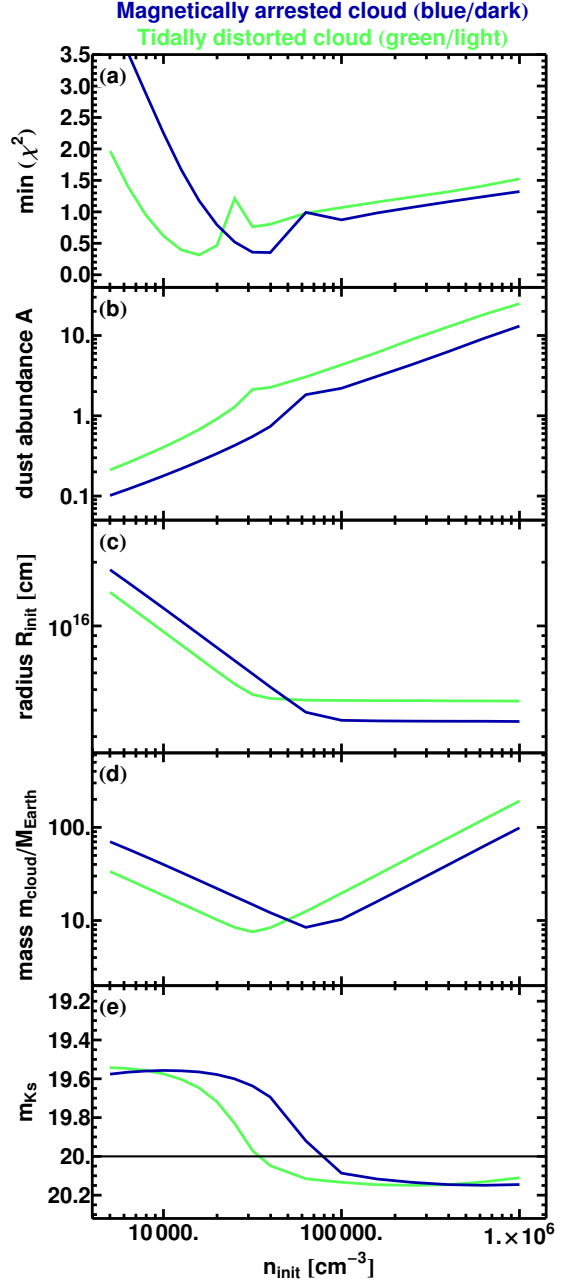 Magnetically arrested cloud (blue/dark)
Tidally distorted cloud (green/light)
(a)
min (χ²)
3.5
3.0
2.5
2.0
1.5
1.0
0.5
0.0
(b)
dust abundance A
10.
1.
0.1
(c)
radius R_init [cm]
10^16
(d)
mass m_cloud/M_Earth
100.
10.
(e)
m_Ks
19.2
19.4
19.6
19.8
20.
20.2
10000. 100000. 1.×10^6
n_init [cm^−3]